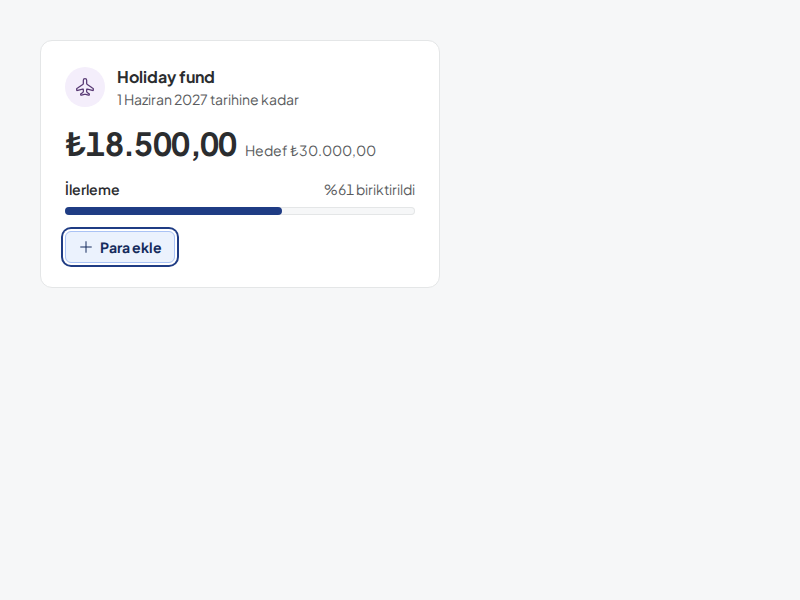 Holiday fund
1 Haziran 2027 tarihine kadar
₺18.500,00 Hedef ₺30.000,00
İlerleme %61 biriktirildi
Para ekle